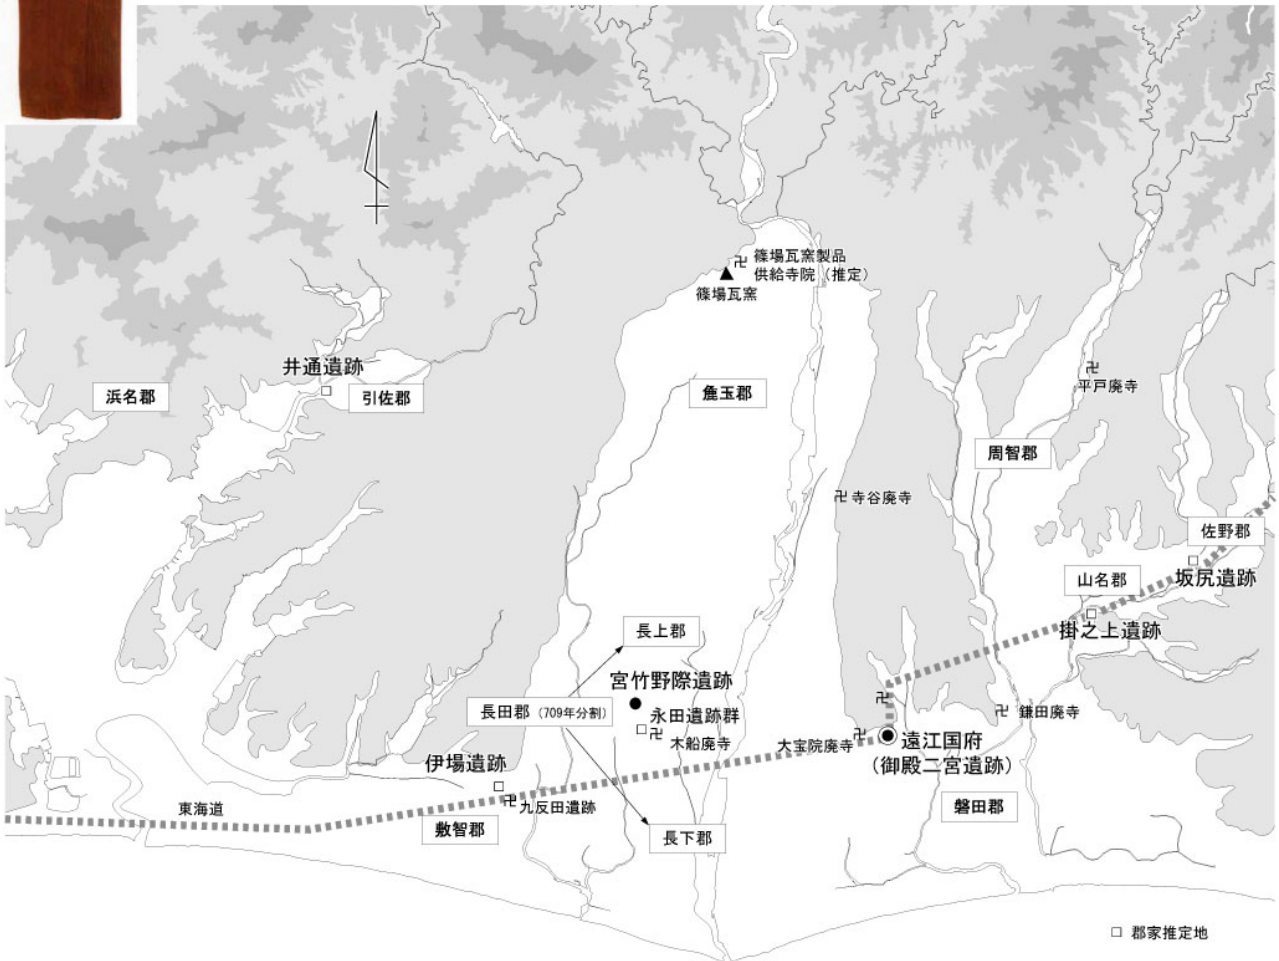 篠場瓦窯製品
供給寺院（推定）
篠場瓦窯
井通遺跡
浜名郡
引佐郡
麁玉郡
平戸廃寺
周智郡
寺谷廃寺
佐野郡
坂尻遺跡
山名郡
掛之上遺跡
長上郡
宮竹野際遺跡
長田郡（709年分割）
永田遺跡群
木船廃寺
鎌田廃寺
大宝院廃寺
遠江国府
（御殿二宮遺跡）
伊場遺跡
九反田遺跡
東海道
敷智郡
磐田郡
長下郡
□ 郡家推定地